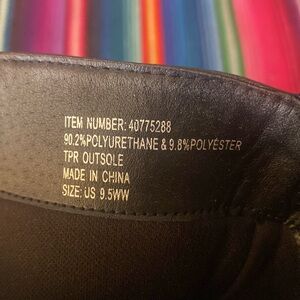 ITEM NUMBER: 40775288
90.2%POLYURETHANE & 9.8%POLYESTER
TPR OUTSOLE
MADE IN CHINA
SIZE: US 9.5WW